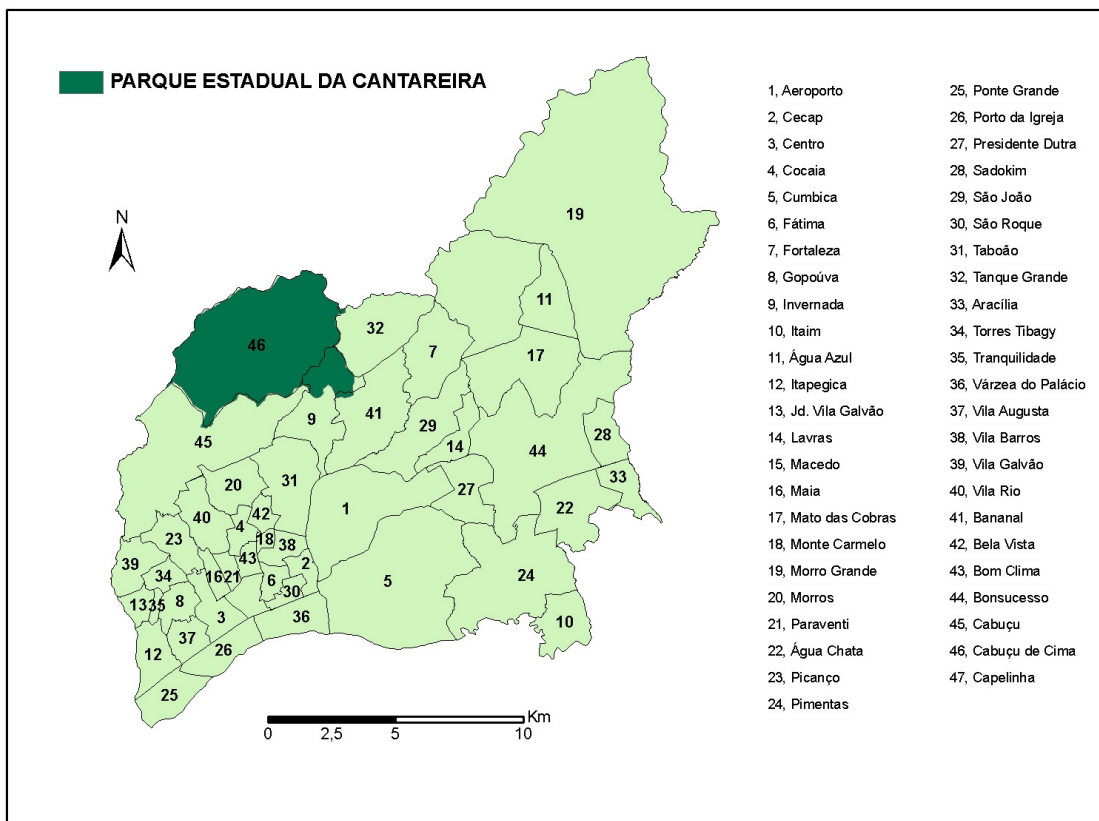 PARQUE ESTADUAL DA CANTAREIRA
N
1, Aeroporto
2, Cecap
3, Centro
4, Cocaia
5, Cumbica
6, Fátima
7, Fortaleza
8, Gopoúva
9, Invernada
10, Itaim
11, Água Azul
12, Itapegica
13, Jd. Vila Galvão
14, Lavras
15, Macedo
16, Maia
17, Mato das Cobras
18, Monte Carmelo
19, Morro Grande
20, Morros
21, Paraventi
22, Água Chata
23, Picanço
24, Pimentas
25, Ponte Grande
26, Porto da Igreja
27, Presidente Dutra
28, Sadokim
29, São João
30, São Roque
31, Taboão
32, Tanque Grande
33, Aracília
34, Torres Tibagy
35, Tranquilidade
36, Várzea do Palácio
37, Vila Augusta
38, Vila Barros
39, Vila Galvão
40, Vila Rio
41, Bananal
42, Bela Vista
43, Bom Clima
44, Bonsucesso
45, Cabuçu
46, Cabuçu de Cima
47, Capelinha
19
11
32
46
7
17
9
41
29
45
14
44
28
31
20
27
33
1
22
40
42
4
23
18
38
43
2
39
34
16
21
6
5
24
30
13
35
8
3
36
10
37
26
12
25
Km
0
2,5
5
10